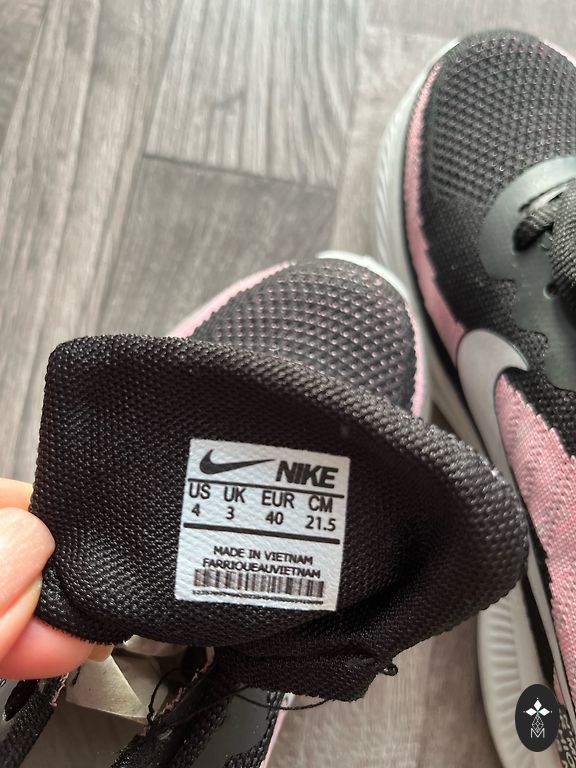 NIKE
US UK EUR CM
4 3 40 21.5
MADE IN VIETNAM
FARRIQUEAUVIETNAM